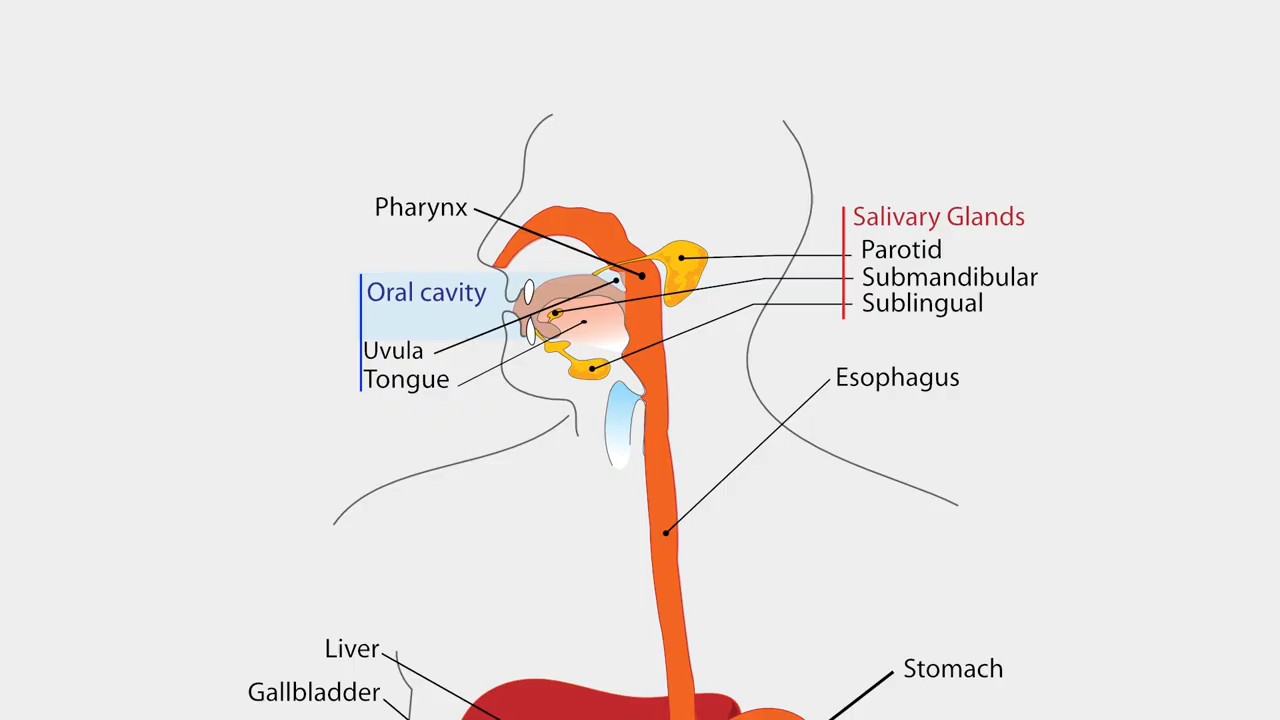 Pharynx
Oral cavity
Uvula
Tongue
Salivary Glands
Parotid
Submandibular
Sublingual
Esophagus
Liver
Gallbladder
Stomach